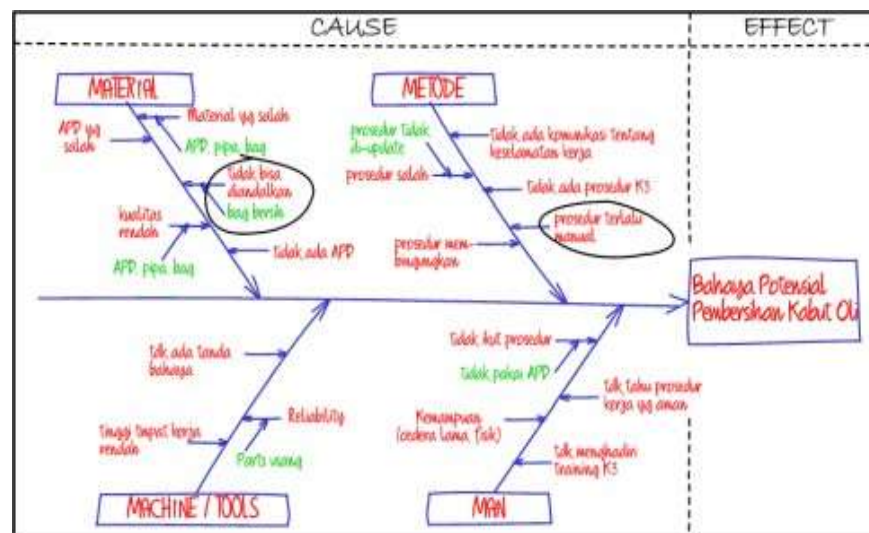 CAUSE
EFFECT
MATERIAL
Material yg salah
APD, pipa, bag
APD yg
salah
tidak bisa
diandalkan
bag bersih
kualitas
rendah
APD, pipa, bag
tidak ada APD
METODE
prosedur tidak
di-update
prosedur salah
tidak ada komunikasi tentang
keselamatan kerja
tidak ada prosedur K3
prosedur terlalu
manual
prosedur mem-
bingungkan
Bahaya Potensial
Pembersihan Kabut Oli
tdk ada tanda
bahaya
Reliability
Parts usang
tinggi tmpat kerja
rendah
MACHINE / TOOLS
tidak ikut prosedur
tidak pakai APD
tdk tahu prosedur
kerja yg aman
Kemampuan
(cedera lama, fisik)
tdk menghadiri
training K3
MAN